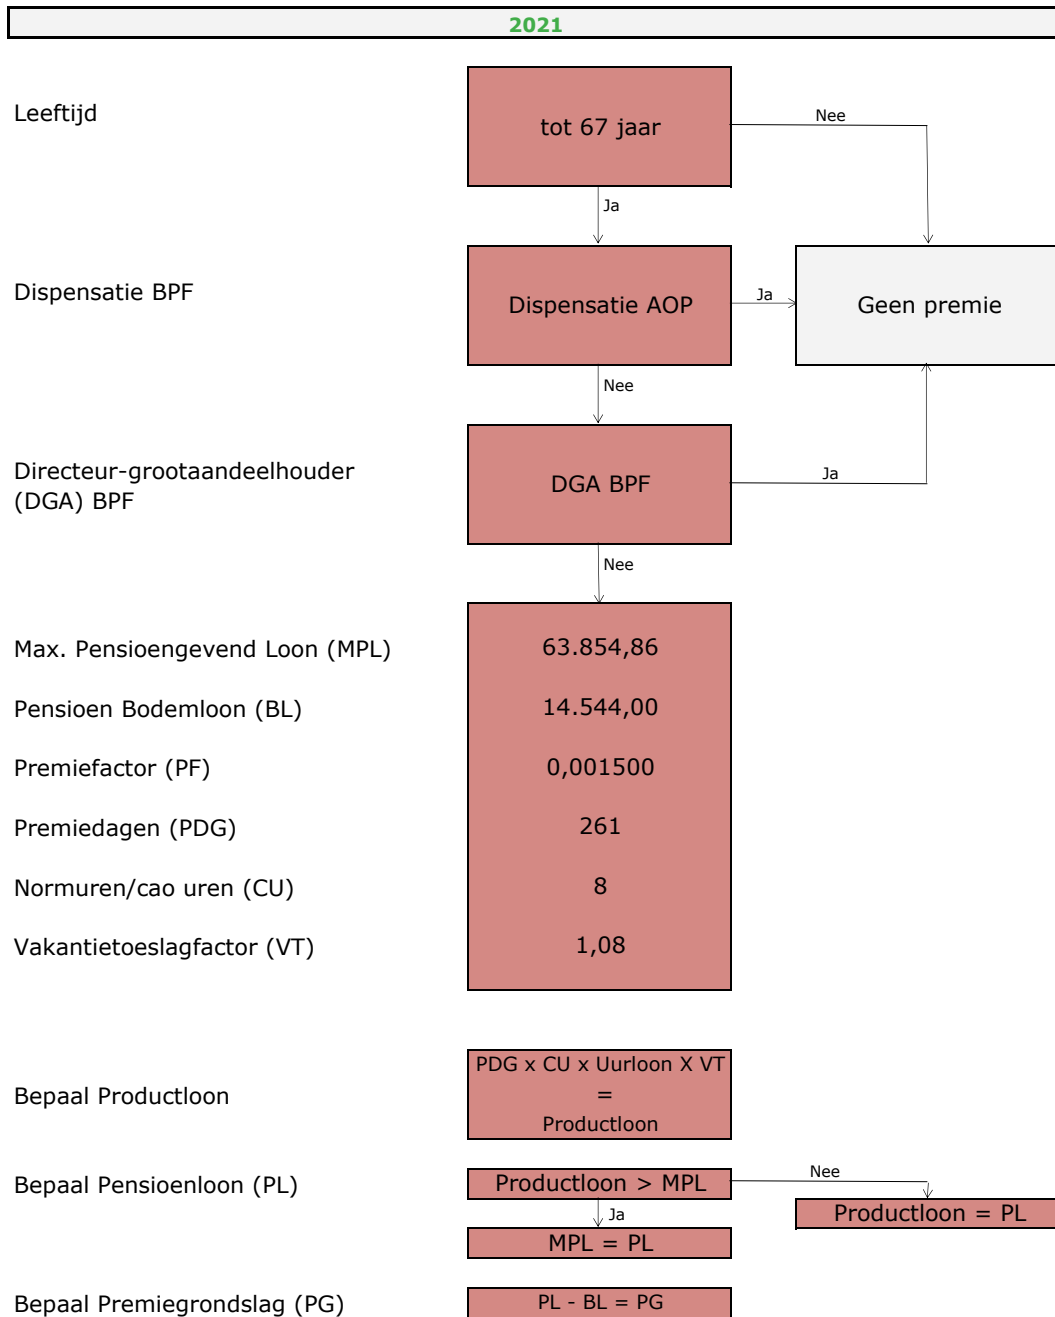 2021
Leeftijd
tot 67 jaar
Nee
Ja
Dispensatie BPF
Dispensatie AOP
Ja
Geen premie
Nee
Directeur-grootaandeelhouder
(DGA) BPF
DGA BPF
Ja
Nee
Max. Pensioengevend Loon (MPL)
63.854,86
Pensioen Bodemloon (BL)
14.544,00
Premiefactor (PF)
0,001500
Premiedagen (PDG)
261
Normuren/cao uren (CU)
8
Vakantietoeslagfactor (VT)
1,08
Bepaal Productloon
PDG x CU x Uurloon X VT
=
Productloon
Bepaal Pensioenloon (PL)
Productloon > MPL
Nee
Productloon = PL
Ja
MPL = PL
Bepaal Premiegrondslag (PG)
PL - BL = PG